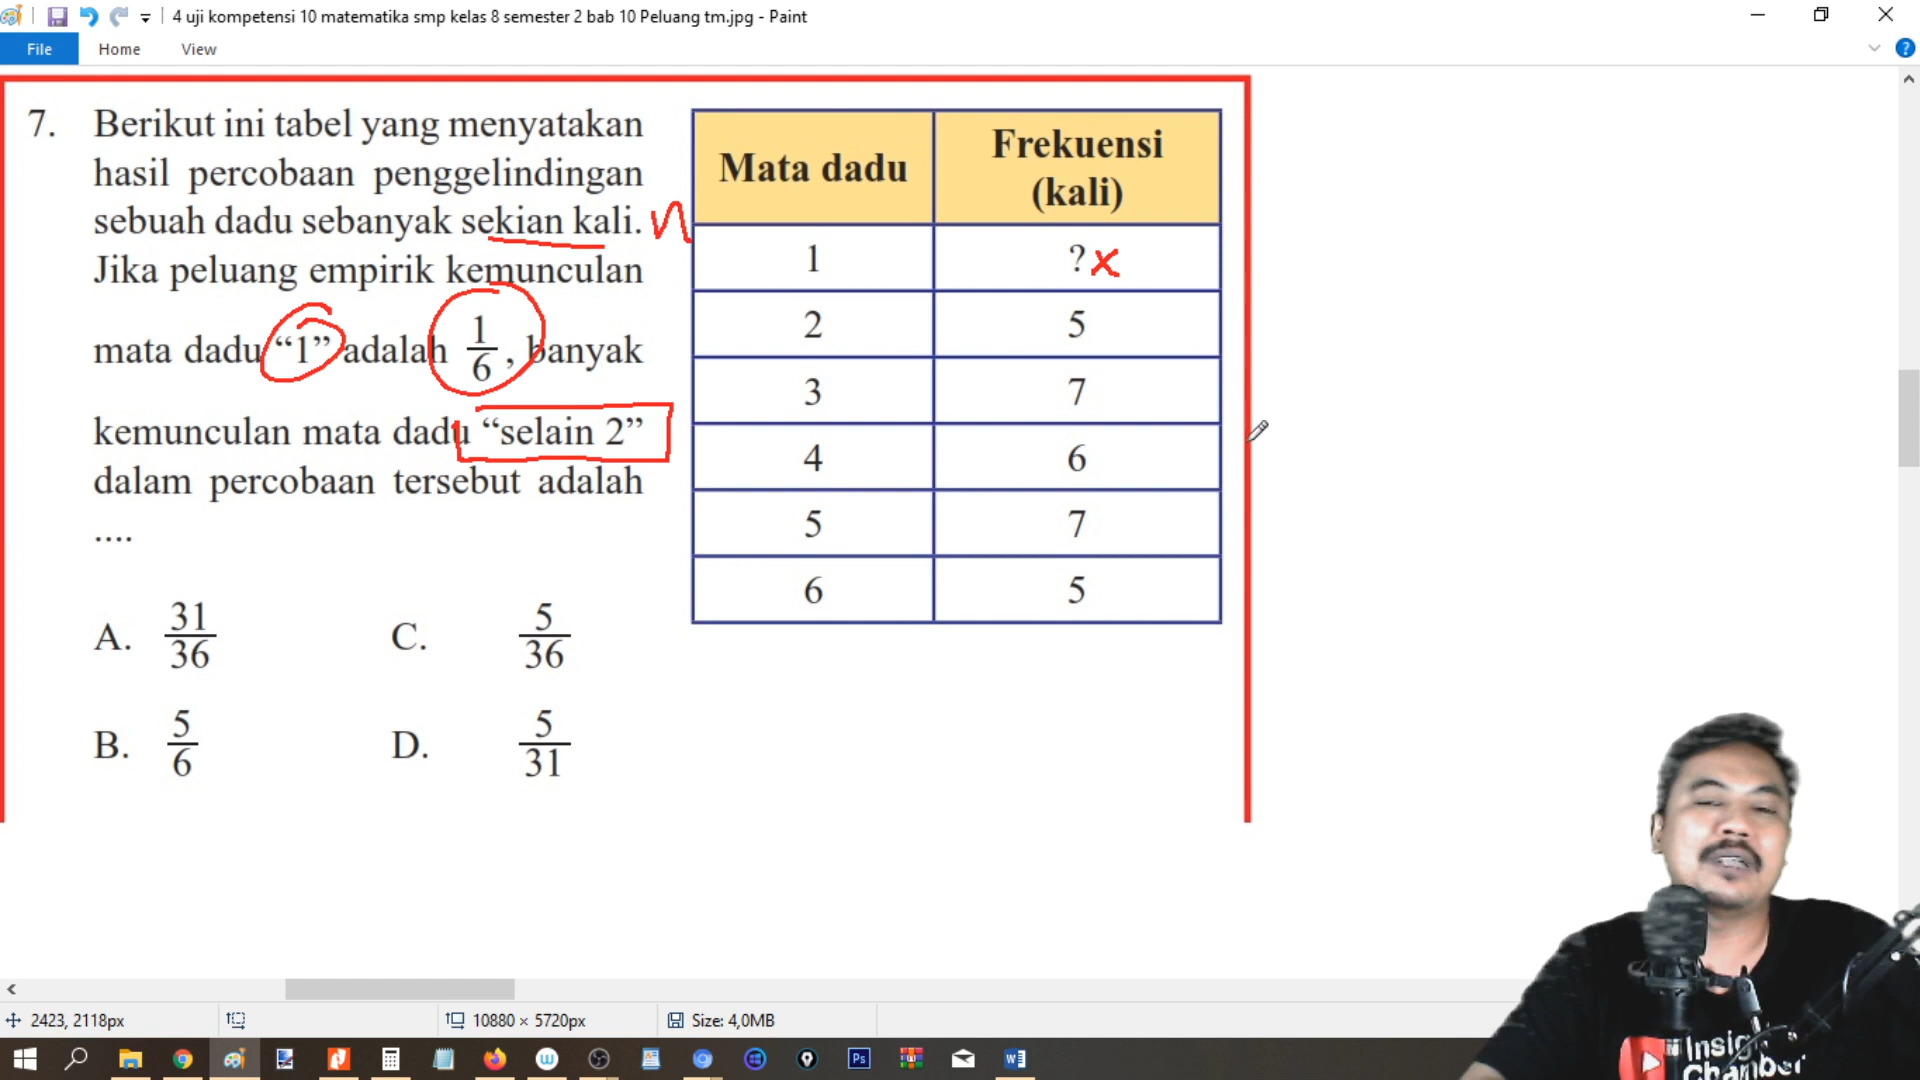 4 uji kompetensi 10 matematika smp kelas 8 semester 2 bab 10 Peluang tm.jpg - Paint
File Home View
7. Berikut ini tabel yang menyatakan
hasil percobaan penggelindingan
sebuah dadu sebanyak sekian kali. n
Jika peluang empirik kemunculan
mata dadu “1” adalah 1/6, banyak
kemunculan mata dadu “selain 2”
dalam percobaan tersebut adalah
....
A. 31/36 C. 5/36
B. 5/6 D. 5/31
Mata dadu Frekuensi (kali)
1 ? x
2 5
3 7
4 6
5 7
6 5
2423, 2118px 10880 × 5720px Size: 4,0MB
Ps